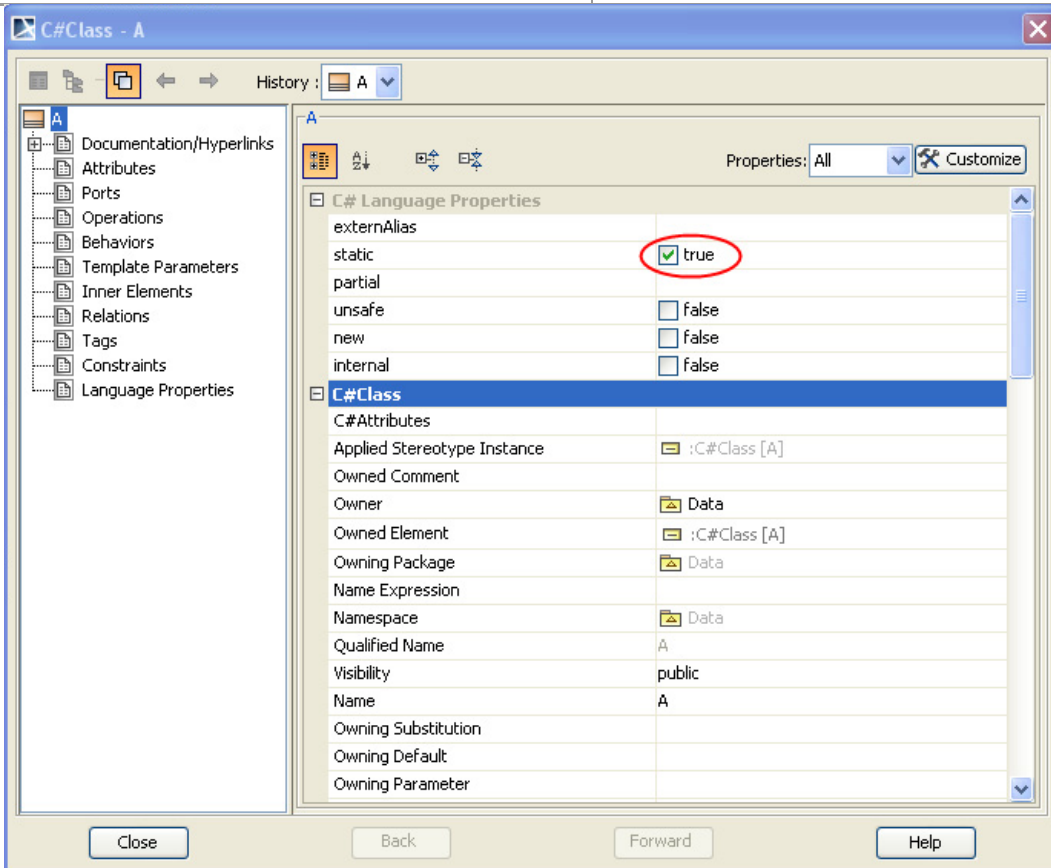 C#Class - A
History : A
A
Documentation/Hyperlinks
Attributes
Ports
Operations
Behaviors
Template Parameters
Inner Elements
Relations
Tags
Constraints
Language Properties
A
Properties: All Customize
C# Language Properties
externAlias
static true
partial
unsafe false
new false
internal false
C#Class
C#Attributes
Applied Stereotype Instance :C#Class [A]
Owned Comment
Owner Data
Owned Element :C#Class [A]
Owning Package Data
Name Expression
Namespace Data
Qualified Name A
Visibility public
Name A
Owning Substitution
Owning Default
Owning Parameter
Close Back Forward Help